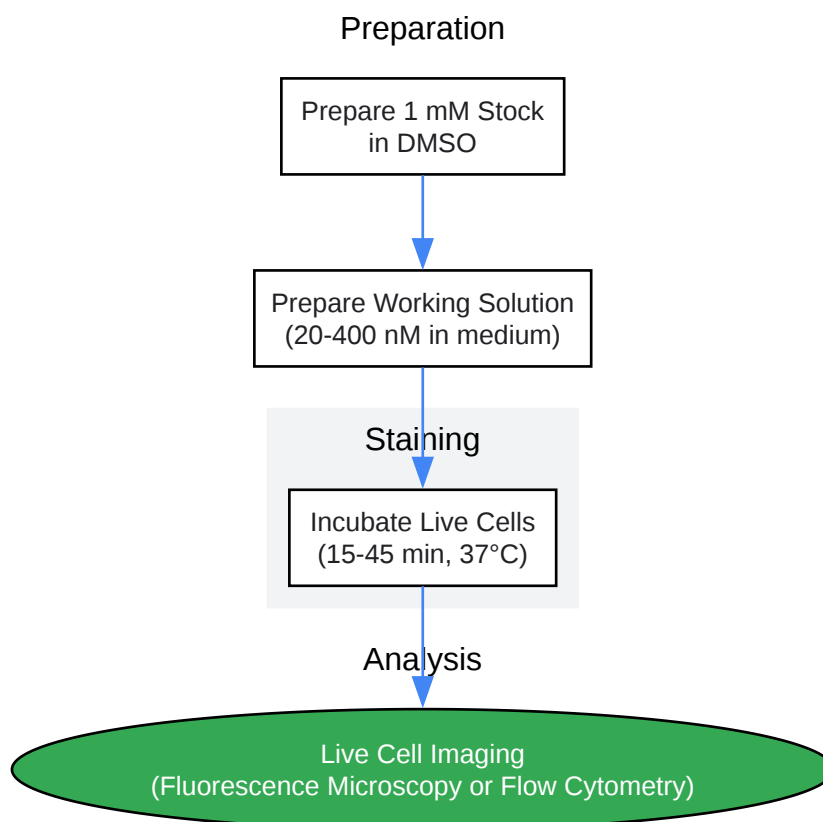 Preparation
Prepare 1 mM Stock
in DMSO
Prepare Working Solution
(20-400 nM in medium)
Staining
Incubate Live Cells
(15-45 min, 37°C)
Analysis
Live Cell Imaging
(Fluorescence Microscopy or Flow Cytometry)